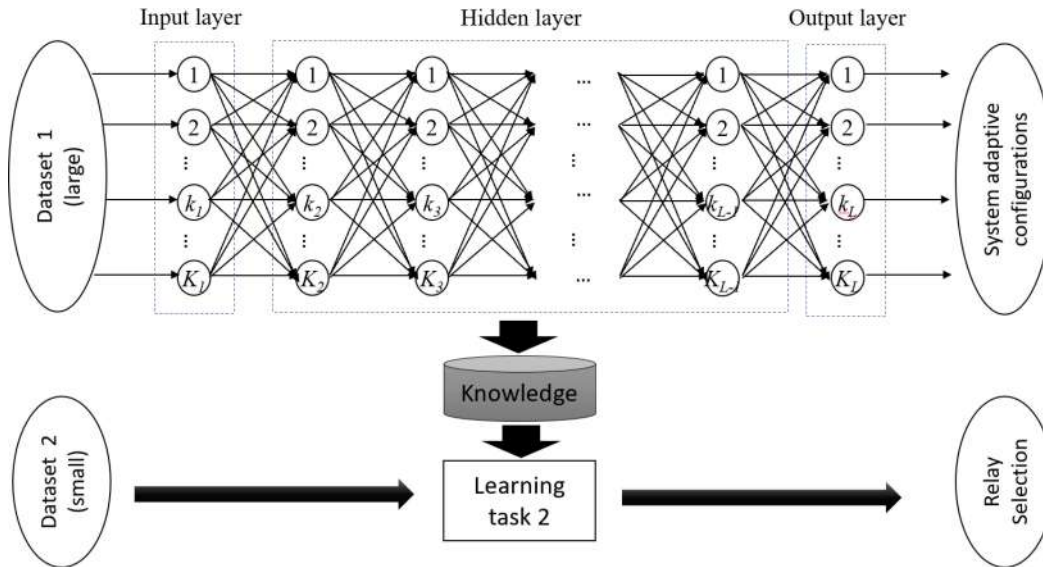 Input layer
Hidden layer
Output layer
Dataset 1
(large)
1 1 1 ... 1 1
2 2 2 ... 2 2
⋮ ⋮ ⋮ ⋮ ⋮ ⋮
k1 k2 k3 ... kL-1 kL
⋮ ⋮ ⋮ ⋮ ⋮ ⋮
K1 K2 K3 ... KL-1 KL
System adaptive
configurations
Knowledge
Dataset 2
(small)
Learning
task 2
Relay
Selection